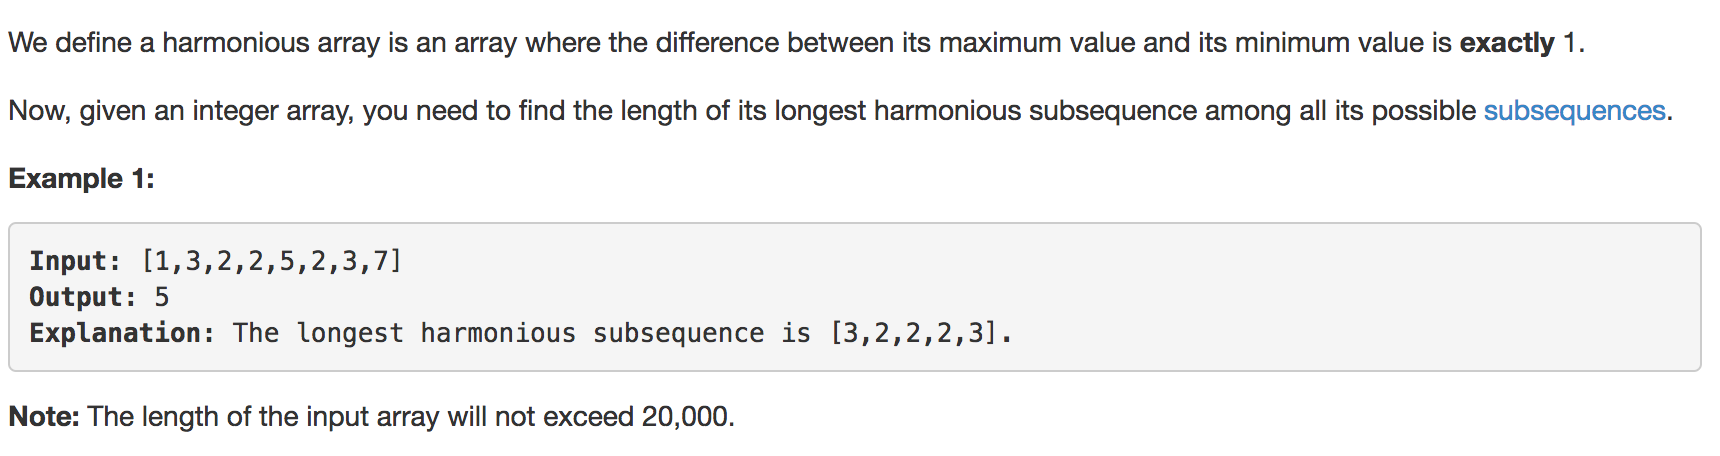 We define a harmonious array is an array where the difference between its maximum value and its minimum value is exactly 1.
Now, given an integer array, you need to find the length of its longest harmonious subsequence among all its possible subsequences.
Example 1:
Input: [1,3,2,2,5,2,3,7]
Output: 5
Explanation: The longest harmonious subsequence is [3,2,2,2,3].
Note: The length of the input array will not exceed 20,000.